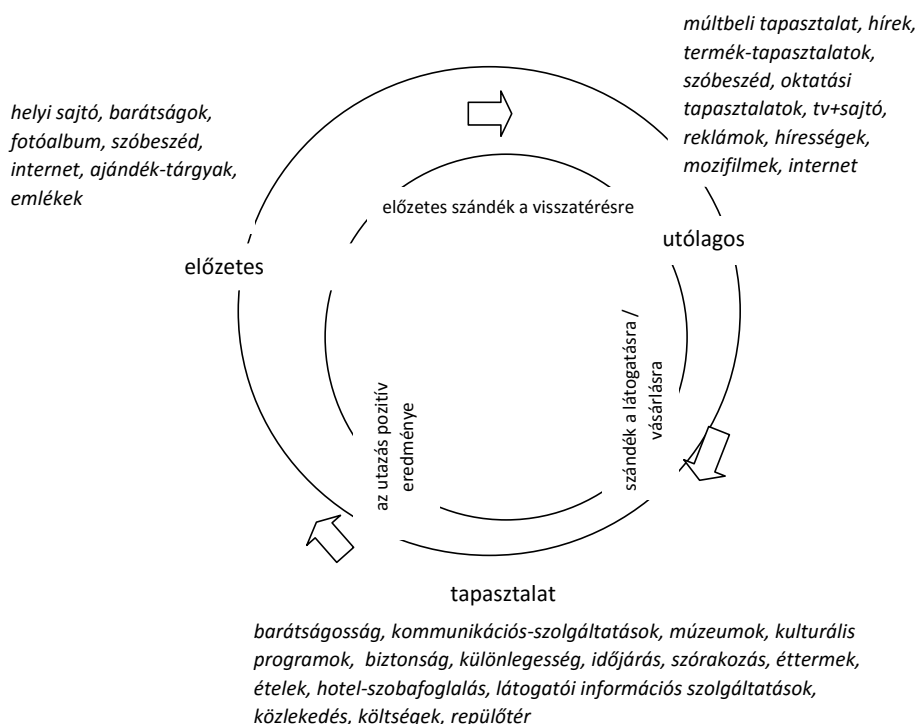 múltbeli tapasztalat, hírek,
termék-tapasztalatok,
szóbeszéd, oktatási
tapasztalatok, tv+sajtó,
reklámok, hírességek,
mozifilmek, internet
helyi sajtó, barátságok,
fotóalbum, szóbeszéd,
internet, ajándék-tárgyak,
emlékek
előzetes szándék a visszatérésre
utólagos
előzetes
szándék a látogatásra /
vásárlásra
az utazás pozitív
eredménye
tapasztalat
barátságosság, kommunikációs-szolgáltatások, múzeumok, kulturális
programok, biztonság, különlegesség, időjárás, szórakozás, éttermek,
ételek, hotel-szobafoglalás, látogatói információs szolgáltatások,
közlekedés, költségek, repülőtér